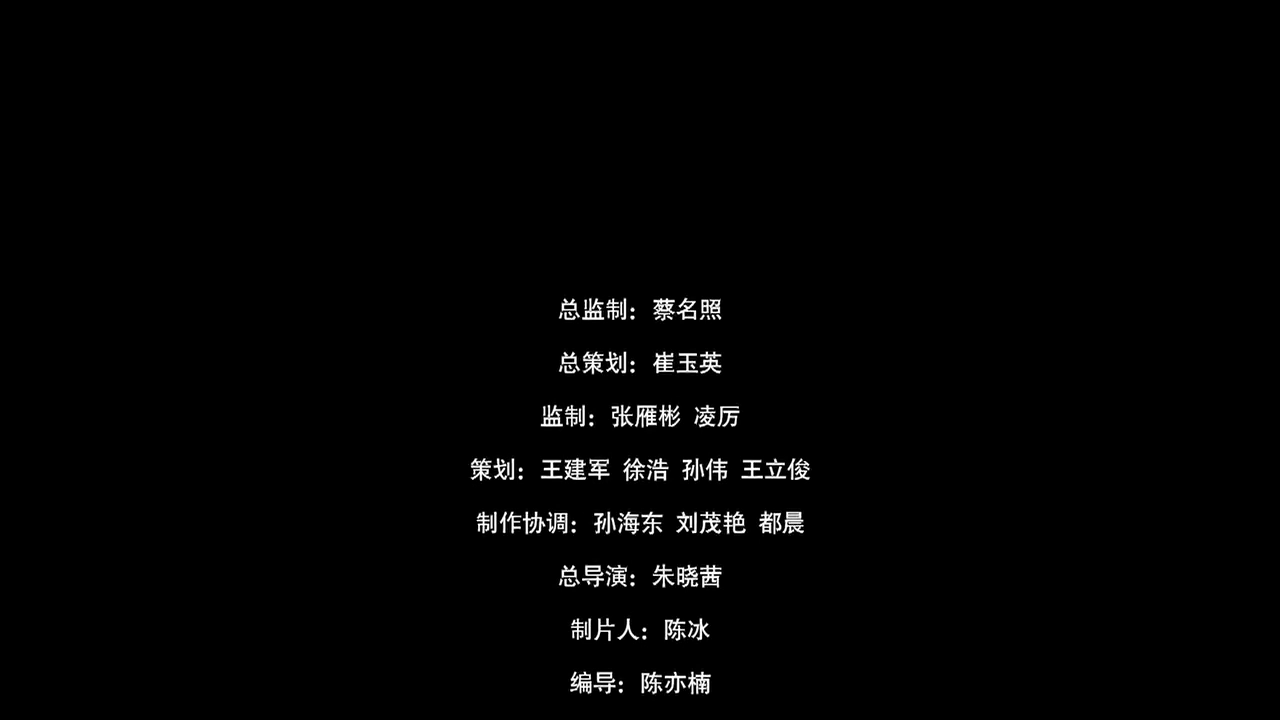 总监制：蔡名照
总策划：崔玉英
监制：张雁彬 凌厉
策划：王建军 徐浩 孙伟 王立俊
制作协调：孙海东 刘茂艳 都晨
总导演：朱晓茜
制片人：陈冰
编导：陈亦楠